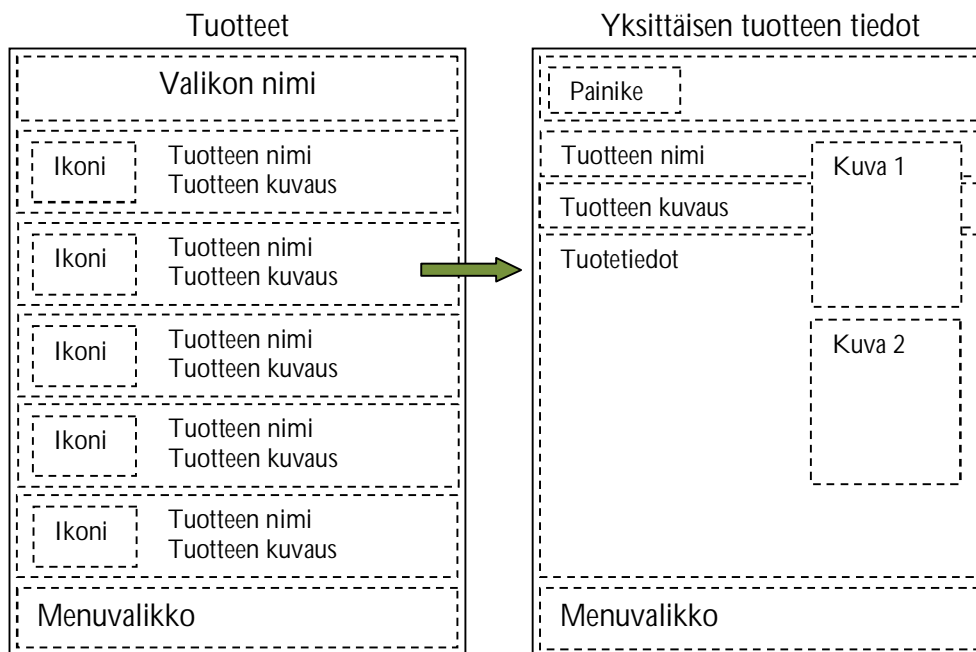 Tuotteet
Valikon nimi
Ikoni
Tuotteen nimi
Tuotteen kuvaus
Ikoni
Tuotteen nimi
Tuotteen kuvaus
Ikoni
Tuotteen nimi
Tuotteen kuvaus
Ikoni
Tuotteen nimi
Tuotteen kuvaus
Ikoni
Tuotteen nimi
Tuotteen kuvaus
Menuvalikko
Yksittäisen tuotteen tiedot
Painike
Tuotteen nimi
Kuva 1
Tuotteen kuvaus
Tuotetiedot
Kuva 2
Menuvalikko